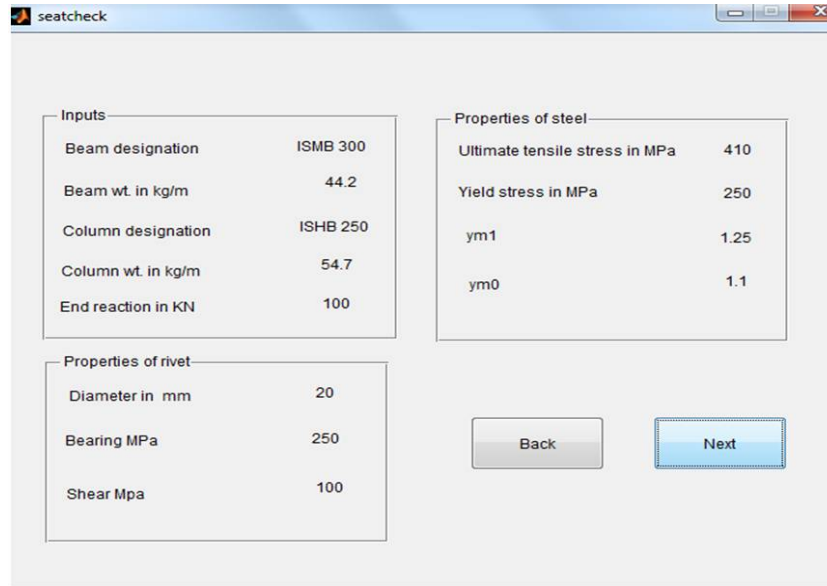 seatcheck
Inputs
Beam designation ISMB 300
Beam wt. in kg/m 44.2
Column designation ISHB 250
Column wt. in kg/m 54.7
End reaction in KN 100
Properties of steel
Ultimate tensile stress in MPa 410
Yield stress in MPa 250
ym1 1.25
ym0 1.1
Properties of rivet
Diameter in mm 20
Bearing MPa 250
Shear Mpa 100
Back
Next